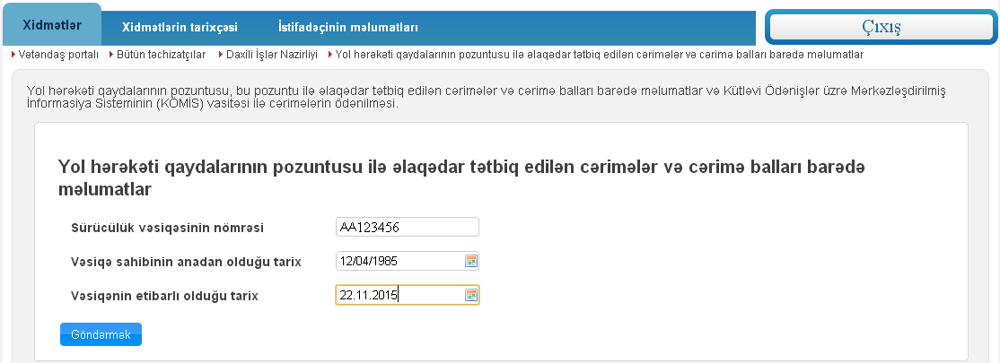 Xidmətlər Xidmətlərin tarixçəsi İstifadəçinin məlumatları Çıxış
Vətəndaş portalı Bütün təchizatçılar Daxili İşlər Nazirliyi Yol hərəkəti qaydalarının pozuntusu ilə əlaqədar tətbiq edilən cərimələr və cərimə balları barədə məlumatlar
Yol hərəkəti qaydalarının pozuntusu, bu pozuntu ilə əlaqədar tətbiq edilən cərimələr və cərimə balları barədə məlumatlar və Kütləvi Ödənişlər üzrə Mərkəzləşdirilmiş
İnformasiya Sisteminin (KÖMİS) vasitəsi ilə cərimələrin ödənilməsi.
Yol hərəkəti qaydalarının pozuntusu ilə əlaqədar tətbiq edilən cərimələr və cərimə balları barədə
məlumatlar
Sürücülük vəsiqəsinin nömrəsi AA123456
Vəsiqə sahibinin anadan olduğu tarix 12/04/1985
Vəsiqənin etibarlı olduğu tarix 22.11.2015
Göndərmək